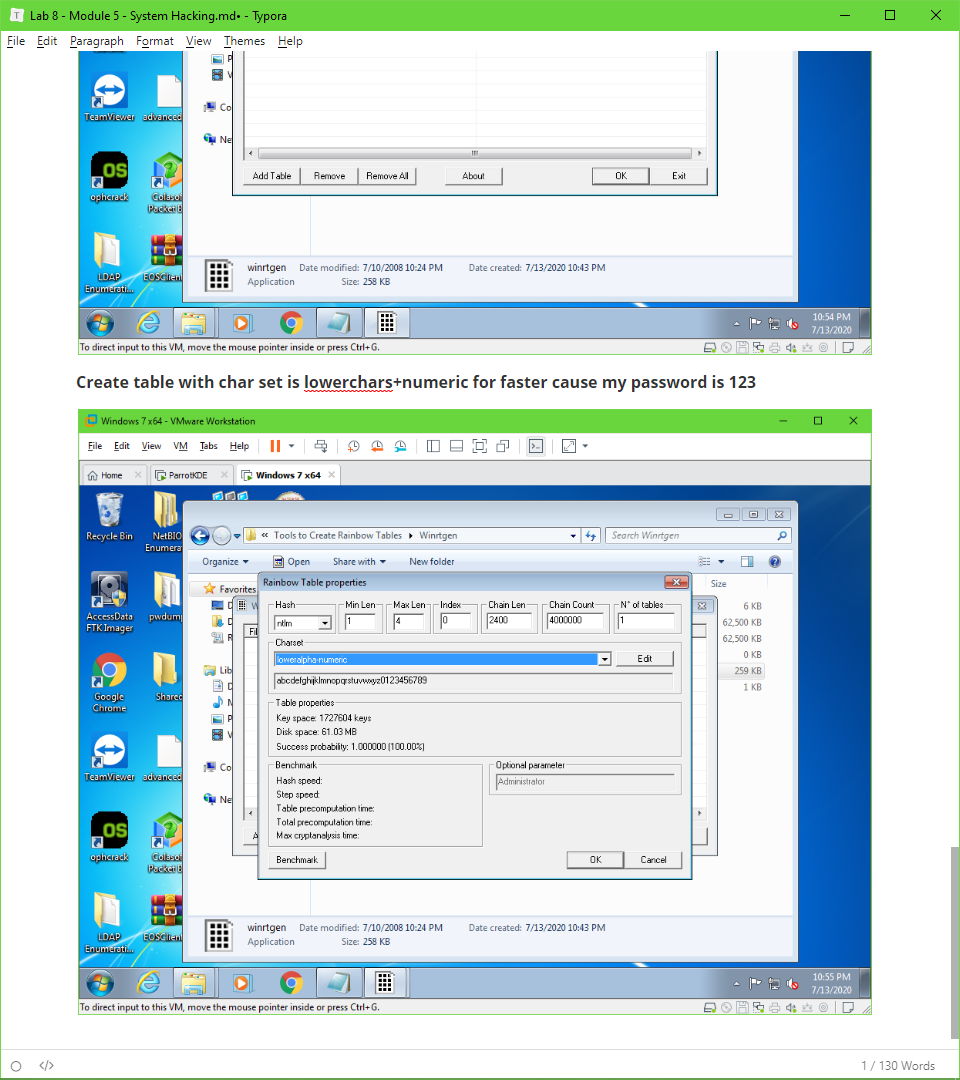 Lab 8 - Module 5 - System Hacking.md• - Typora
File Edit Paragraph Format View Themes Help
TeamViewer advanced
Co
Ne
Add Table Remove Remove All About OK Exit
ophcrack Colasoft Packet B
LDAP Enumerati... EOSClien
winrtgen Date modified: 7/10/2008 10:24 PM Date created: 7/13/2020 10:43 PM
Application Size: 258 KB
10:54 PM
7/13/2020
To direct input to this VM, move the mouse pointer inside or press Ctrl+G.
Create table with char set is lowerchars+numeric for faster cause my password is 123
Windows 7 x64 - VMware Workstation
File Edit View VM Tabs Help
Home ParrotKDE Windows 7 x64
Recycle Bin NetBIO Enumera
« Tools to Create Rainbow Tables Winrtgen Search Winrtgen
Organize Open Share with New folder
Favorites Size
Rainbow Table properties
Hash Min Len Max Len Index Chain Len Chain Count N° of tables
ntlm 1 4 0 2400 4000000 1
6 KB
62,500 KB
62,500 KB
0 KB
259 KB
1 KB
AccessData FTK Imager pwdump
Charset
loweralpha-numeric Edit
abcdefghijklmnopqrstuvwxyz0123456789
Lib
Google Chrome Shared
Table properties
Key space: 1727604 keys
Disk space: 61.03 MB
Success probability: 1.000000 (100.00%)
TeamViewer advanced
Co
Ne
Benchmark Optional parameter
Hash speed: Administrator
Step speed:
Table precomputation time:
Total precomputation time:
Max cryptanalysis time:
Benchmark OK Cancel
ophcrack Colasoft Packet B
LDAP Enumerati... EOSClien
winrtgen Date modified: 7/10/2008 10:24 PM Date created: 7/13/2020 10:43 PM
Application Size: 258 KB
10:55 PM
7/13/2020
To direct input to this VM, move the mouse pointer inside or press Ctrl+G.
1 / 130 Words